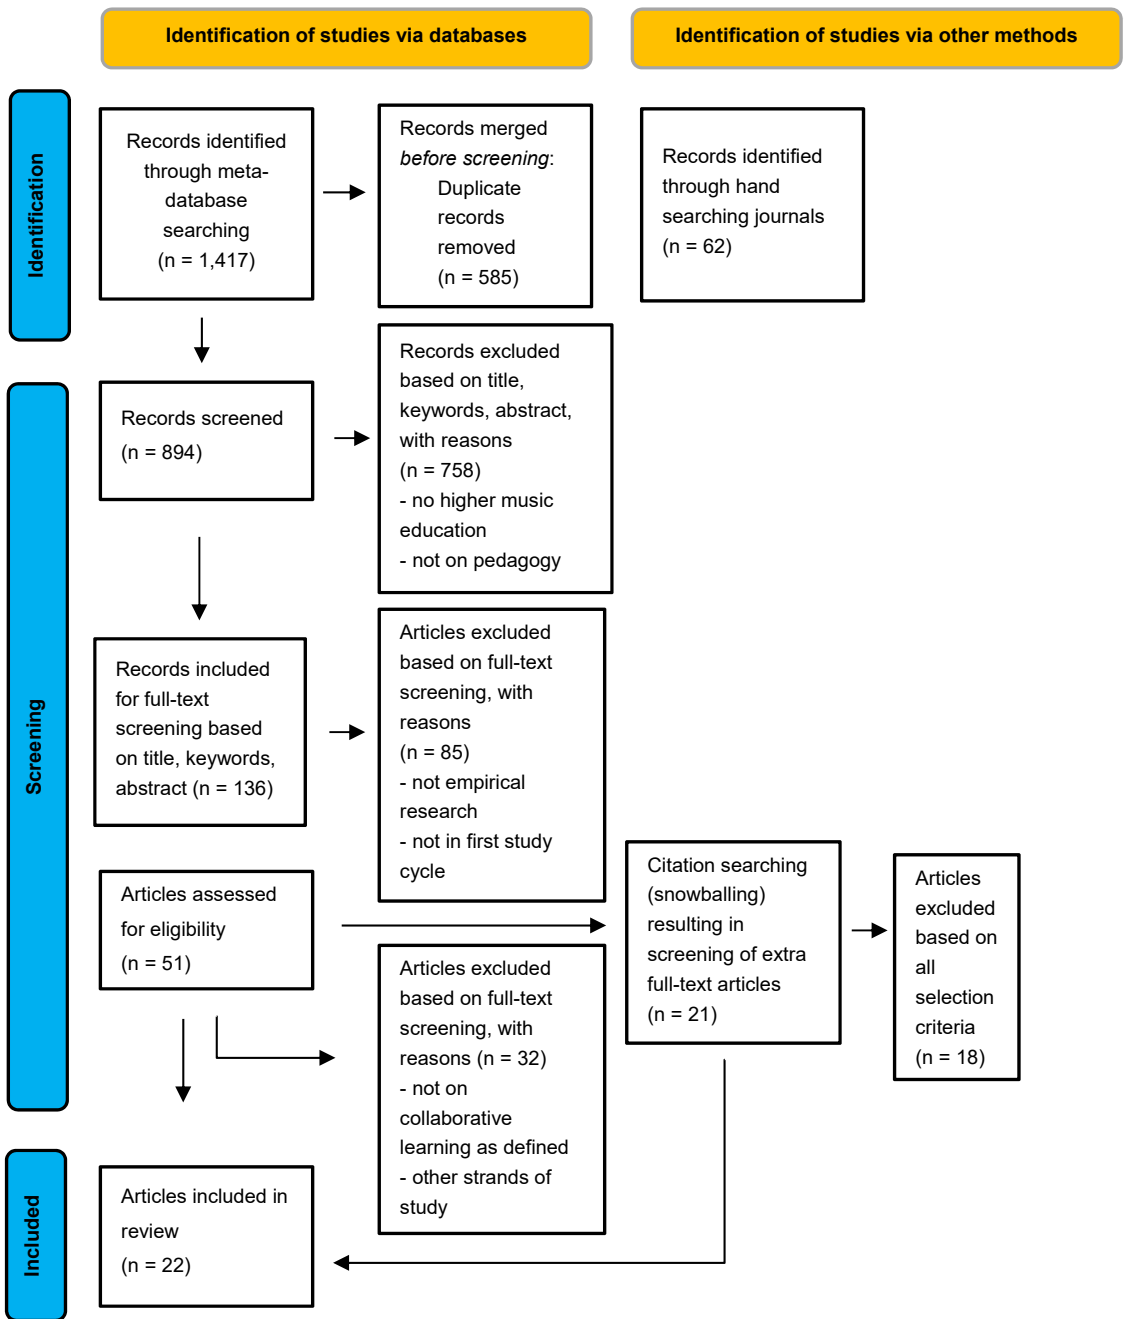 Identification of studies via databases
Identification of studies via other methods
Identification
Records identified
through meta-
database
searching
(n = 1,417)
Records merged
before screening:
Duplicate
records
removed
(n = 585)
Records identified
through hand
searching journals
(n = 62)
Screening
Records screened
(n = 894)
Records excluded
based on title,
keywords, abstract,
with reasons
(n = 758)
- no higher music
education
- not on pedagogy
Records included
for full-text
screening based
on title, keywords,
abstract (n = 136)
Articles excluded
based on full-text
screening, with
reasons
(n = 85)
- not empirical
research
- not in first study
cycle
Articles assessed
for eligibility
(n = 51)
Citation searching
(snowballing)
resulting in
screening of extra
full-text articles
(n = 21)
Articles
excluded
based on
all
selection
criteria
(n = 18)
Articles excluded
based on full-text
screening, with
reasons (n = 32)
- not on
collaborative
learning as defined
- other strands of
study
Included
Articles included in
review
(n = 22)